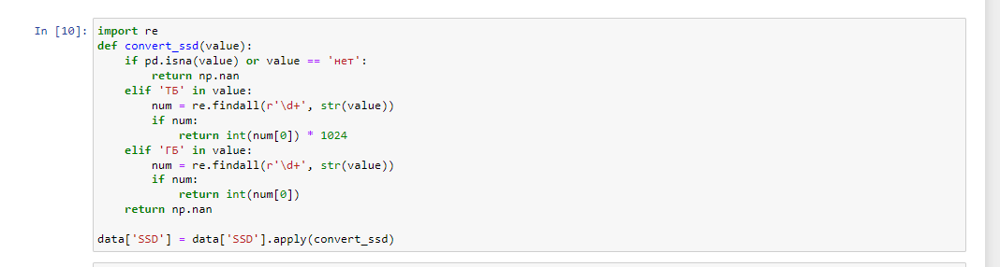 In [10]: import re
def convert_ssd(value):
    if pd.isna(value) or value == 'нет':
        return np.nan
    elif 'ТБ' in value:
        num = re.findall(r'\d+', str(value))
        if num:
            return int(num[0]) * 1024
    elif 'ГБ' in value:
        num = re.findall(r'\d+', str(value))
        if num:
            return int(num[0])
    return np.nan
data['SSD'] = data['SSD'].apply(convert_ssd)